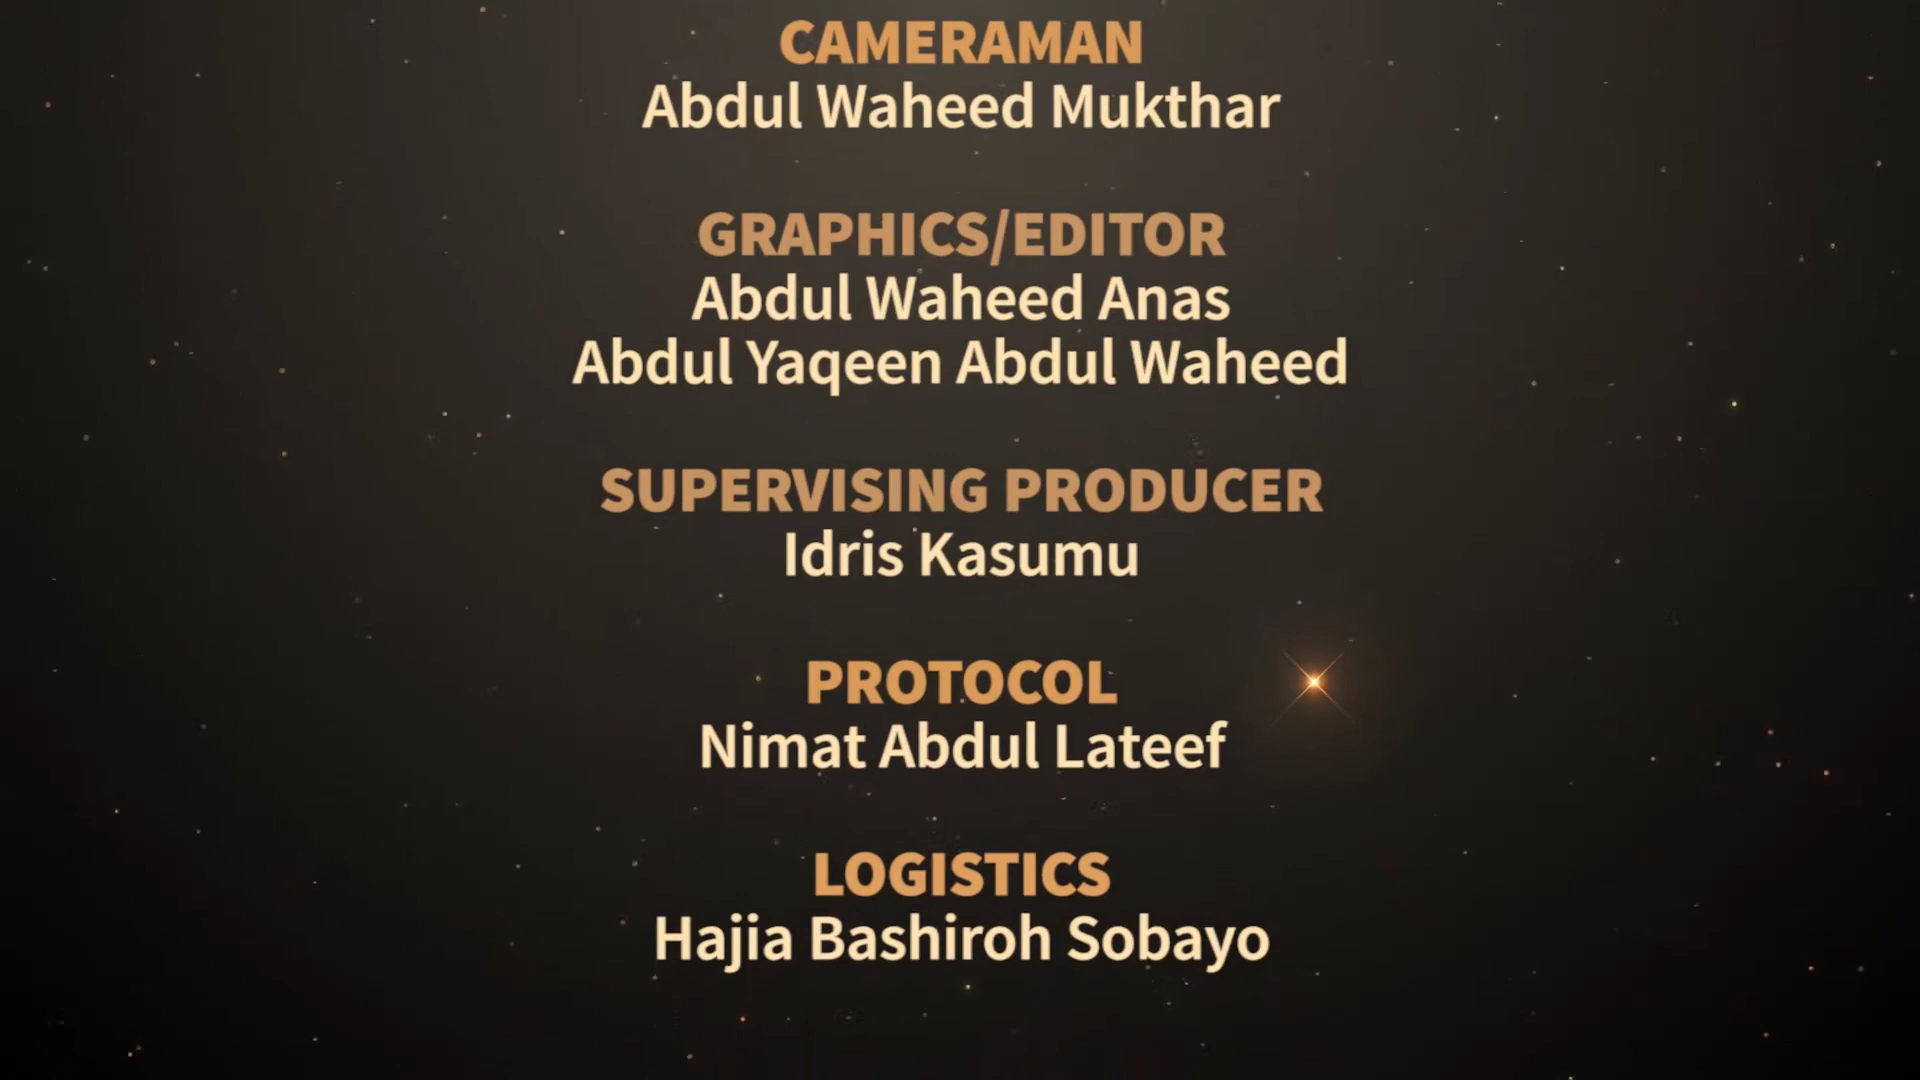 CAMERAMAN
Abdul Waheed Mukthar
GRAPHICS/EDITOR
Abdul Waheed Anas
Abdul Yaqeen Abdul Waheed
SUPERVISING PRODUCER
Idris Kasumu
PROTOCOL
Nimat Abdul Lateef
LOGISTICS
Hajia Bashiroh Sobayo